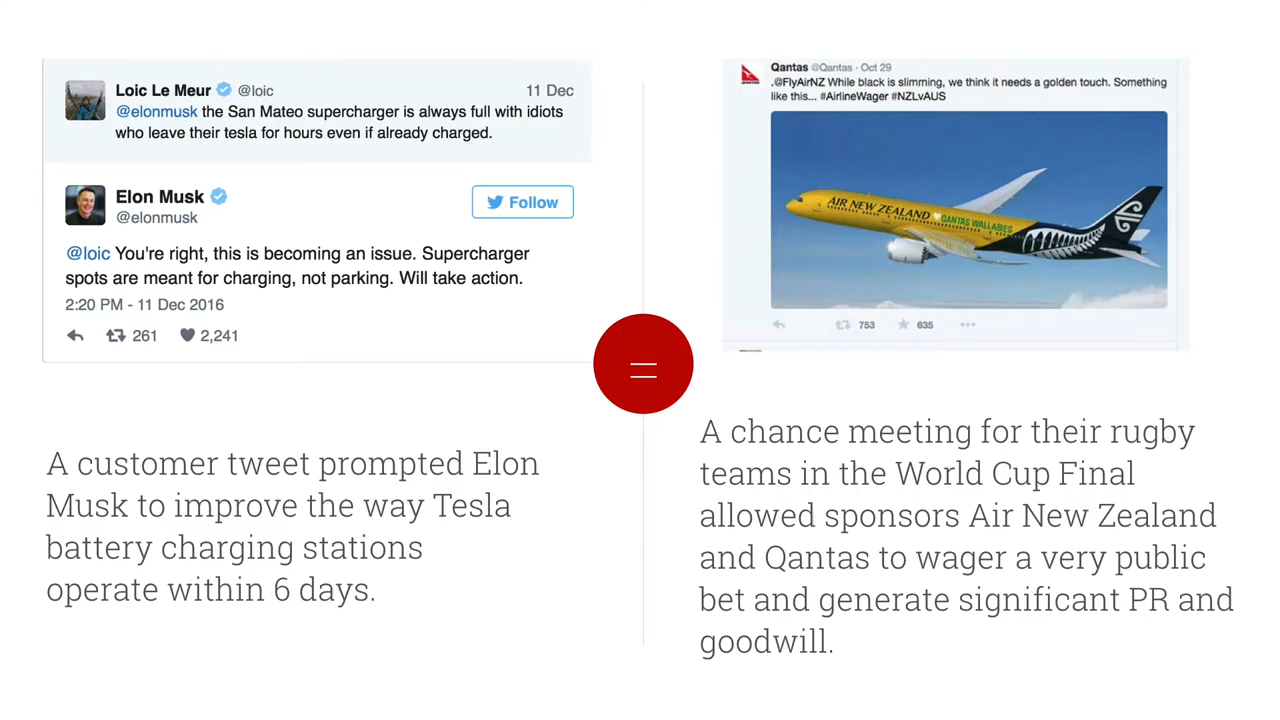 Loic Le Meur @loic 11 Dec
@elonmusk the San Mateo supercharger is always full with idiots
who leave their tesla for hours even if already charged.
Elon Musk
@elonmusk
Follow
@loic You're right, this is becoming an issue. Supercharger
spots are meant for charging, not parking. Will take action.
2:20 PM - 11 Dec 2016
261 2,241
A customer tweet prompted Elon
Musk to improve the way Tesla
battery charging stations
operate within 6 days.
Qantas @Qantas · Oct 29
.@FlyAirNZ While black is slimming, we think it needs a golden touch. Something
like this... #AirlineWager #NZLvAUS
AIR NEW ZEALAND QANTAS WALLABIES
753 635
A chance meeting for their rugby
teams in the World Cup Final
allowed sponsors Air New Zealand
and Qantas to wager a very public
bet and generate significant PR and
goodwill.